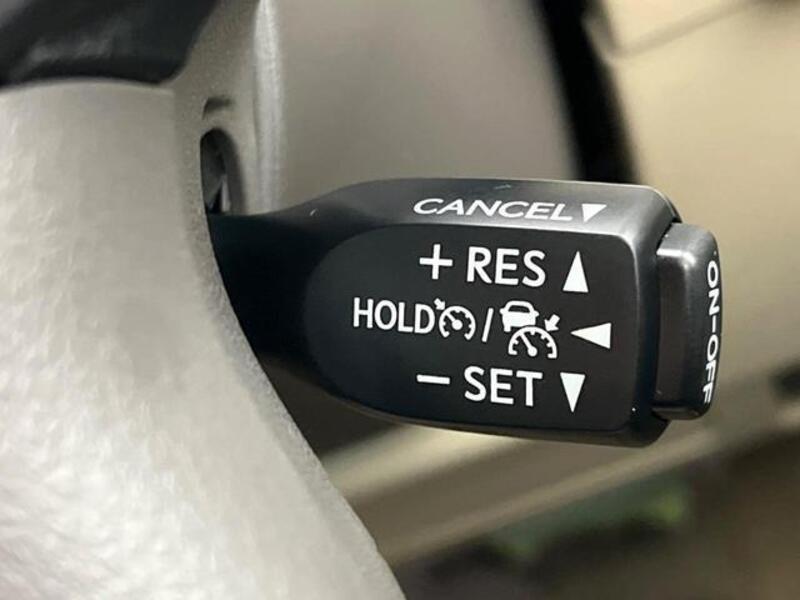 CANCEL▼
+ RES ▲
HOLD / ◀
− SET ▼
ON-OFF